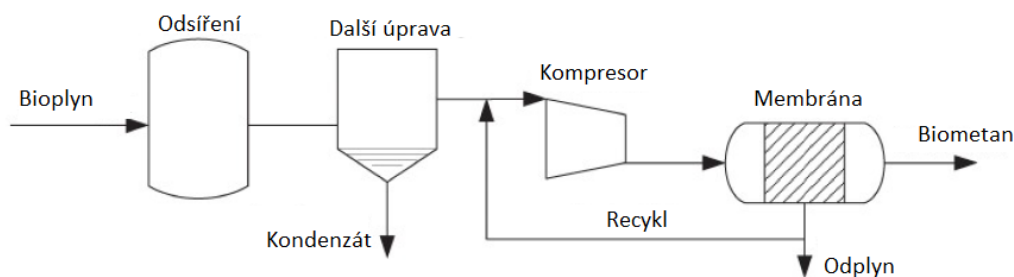 Odsíření
Další úprava
Kompresor
Bioplyn
Membrána
Biometan
Recykl
Kondenzát
Odplyn